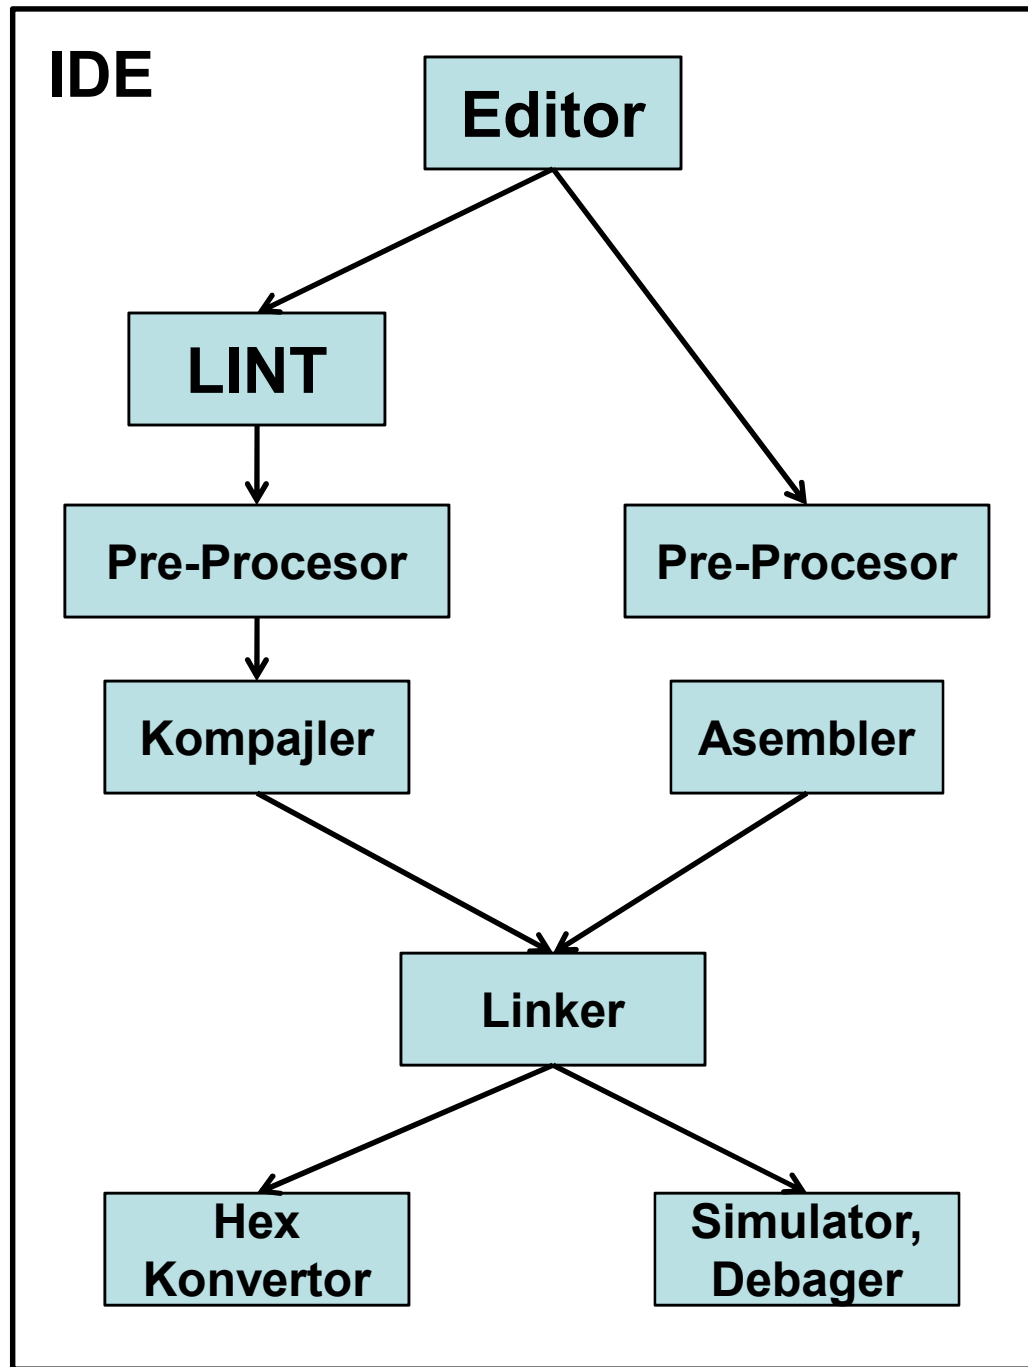 IDE
Editor
LINT
Pre-Procesor
Pre-Procesor
Kompajler
Asembler
Linker
Hex
Konvertor
Simulator,
Debager